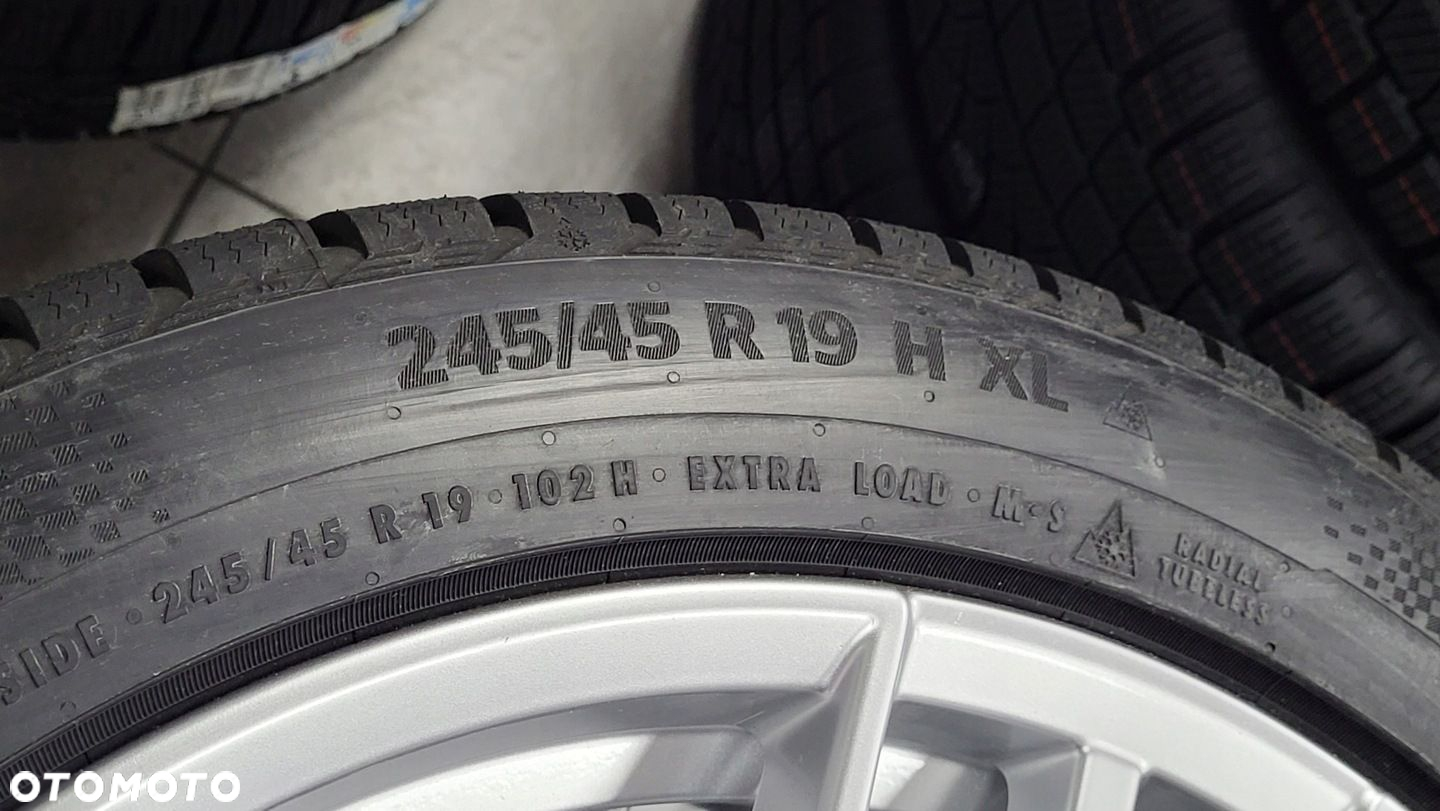 245/45 R 19 H XL
SIDE · 245/45 R 19 · 102 H · EXTRA LOAD · M+S
RADIAL
TUBELESS
OTOMOTO